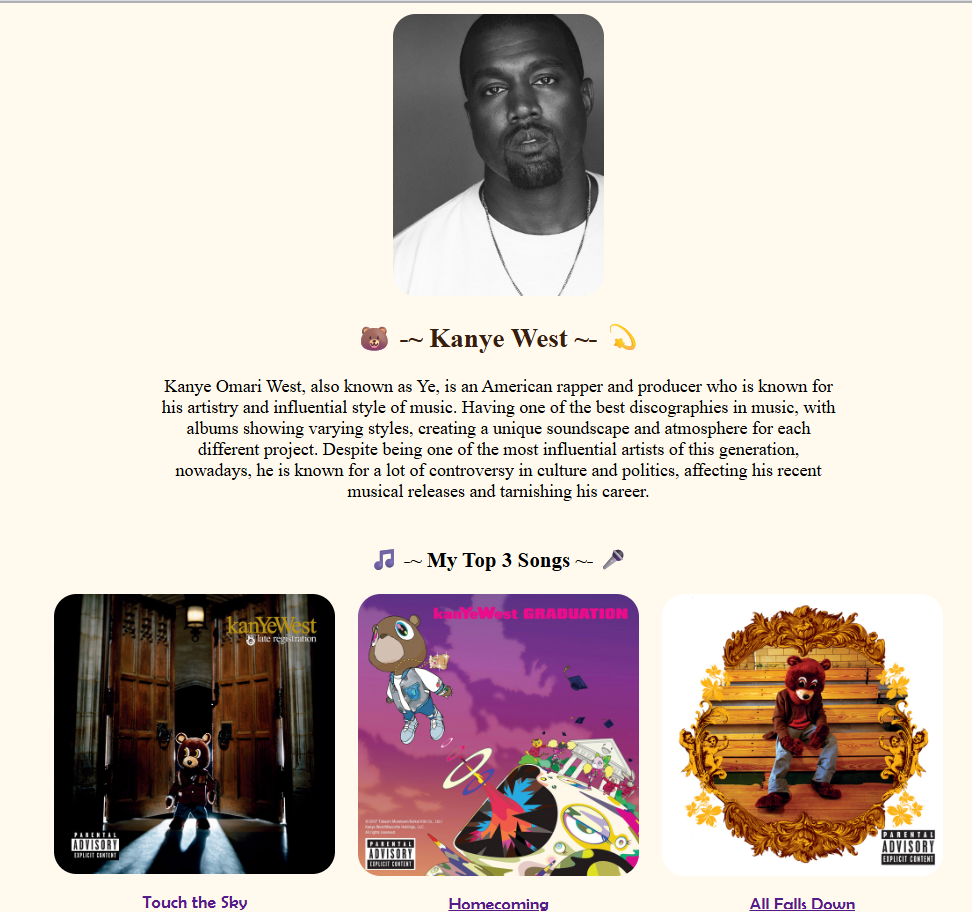 🐻 -~ Kanye West ~- 💫
Kanye Omari West, also known as Ye, is an American rapper and producer who is known for
his artistry and influential style of music. Having one of the best discographies in music, with
albums showing varying styles, creating a unique soundscape and atmosphere for each
different project. Despite being one of the most influential artists of this generation,
nowadays, he is known for a lot of controversy in culture and politics, affecting his recent
musical releases and tarnishing his career.
🎵 -~ My Top 3 Songs ~- 🎤
kanYeWest
late registration
PARENTAL
ADVISORY
EXPLICIT CONTENT
kanYeWest GRADUATION
PARENTAL
ADVISORY
EXPLICIT CONTENT
PARENTAL
ADVISORY
EXPLICIT CONTENT
Touch the Sky
Homecoming
All Falls Down